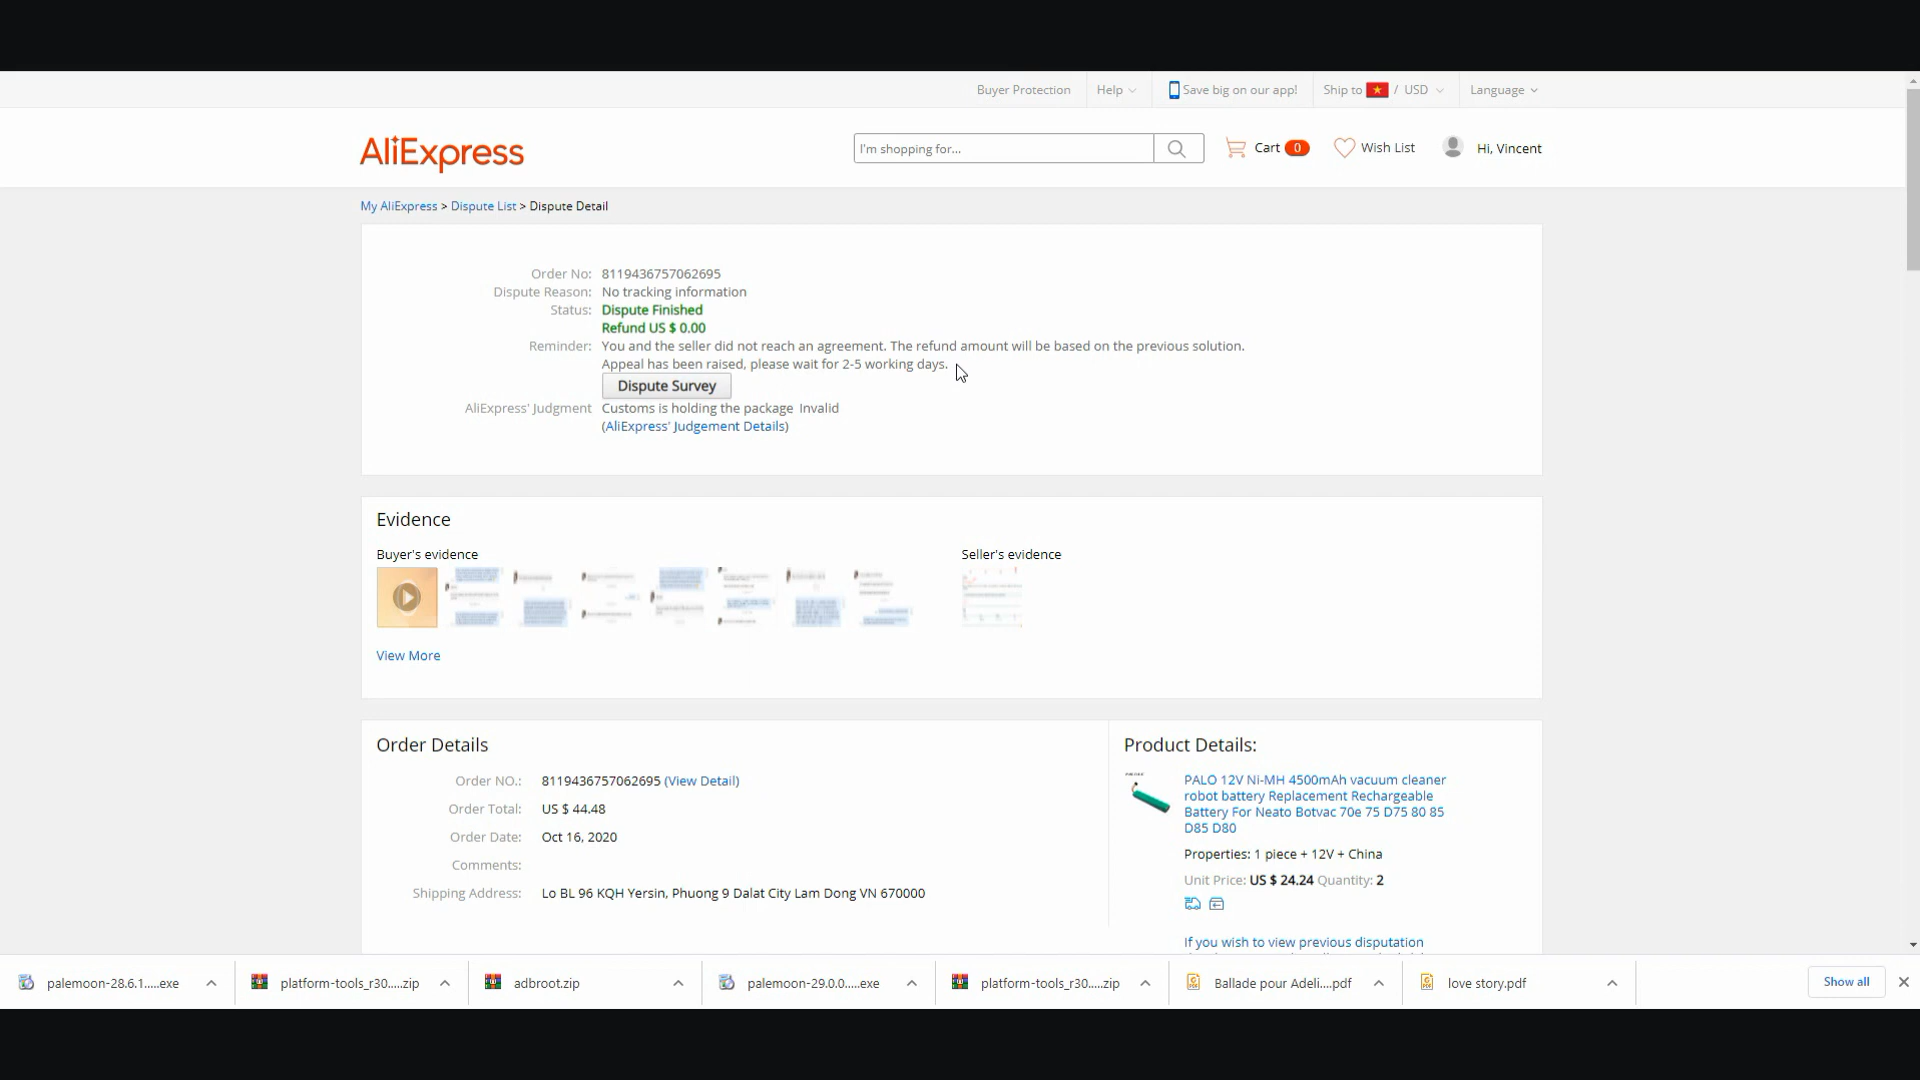 Buyer Protection
Help
Save big on our app!
Ship to / USD
Language
AliExpress
I'm shopping for...
Cart 0
Wish List
Hi, Vincent
My AliExpress > Dispute List > Dispute Detail
Order No: 8119436757062695
Dispute Reason: No tracking information
Status: Dispute Finished
Refund US $ 0.00
Reminder: You and the seller did not reach an agreement. The refund amount will be based on the previous solution.
Appeal has been raised, please wait for 2-5 working days.
Dispute Survey
AliExpress' Judgment Customs is holding the package Invalid
(AliExpress' Judgement Details)
Evidence
Buyer's evidence
Seller's evidence
View More
Order Details
Order NO.: 8119436757062695 (View Detail)
Order Total: US $ 44.48
Order Date: Oct 16, 2020
Comments:
Shipping Address: Lo BL 96 KQH Yersin, Phuong 9 Dalat City Lam Dong VN 670000
Product Details:
PALO 12V Ni-MH 4500mAh vacuum cleaner
robot battery Replacement Rechargeable
Battery For Neato Botvac 70e 75 D75 80 85
D85 D80
Properties: 1 piece + 12V + China
Unit Price: US $ 24.24 Quantity: 2
If you wish to view previous disputation
palemoon-28.6.1.....exe
platform-tools_r30.....zip
adbroot.zip
palemoon-29.0.0.....exe
platform-tools_r30.....zip
Ballade pour Adeli....pdf
love story.pdf
Show all